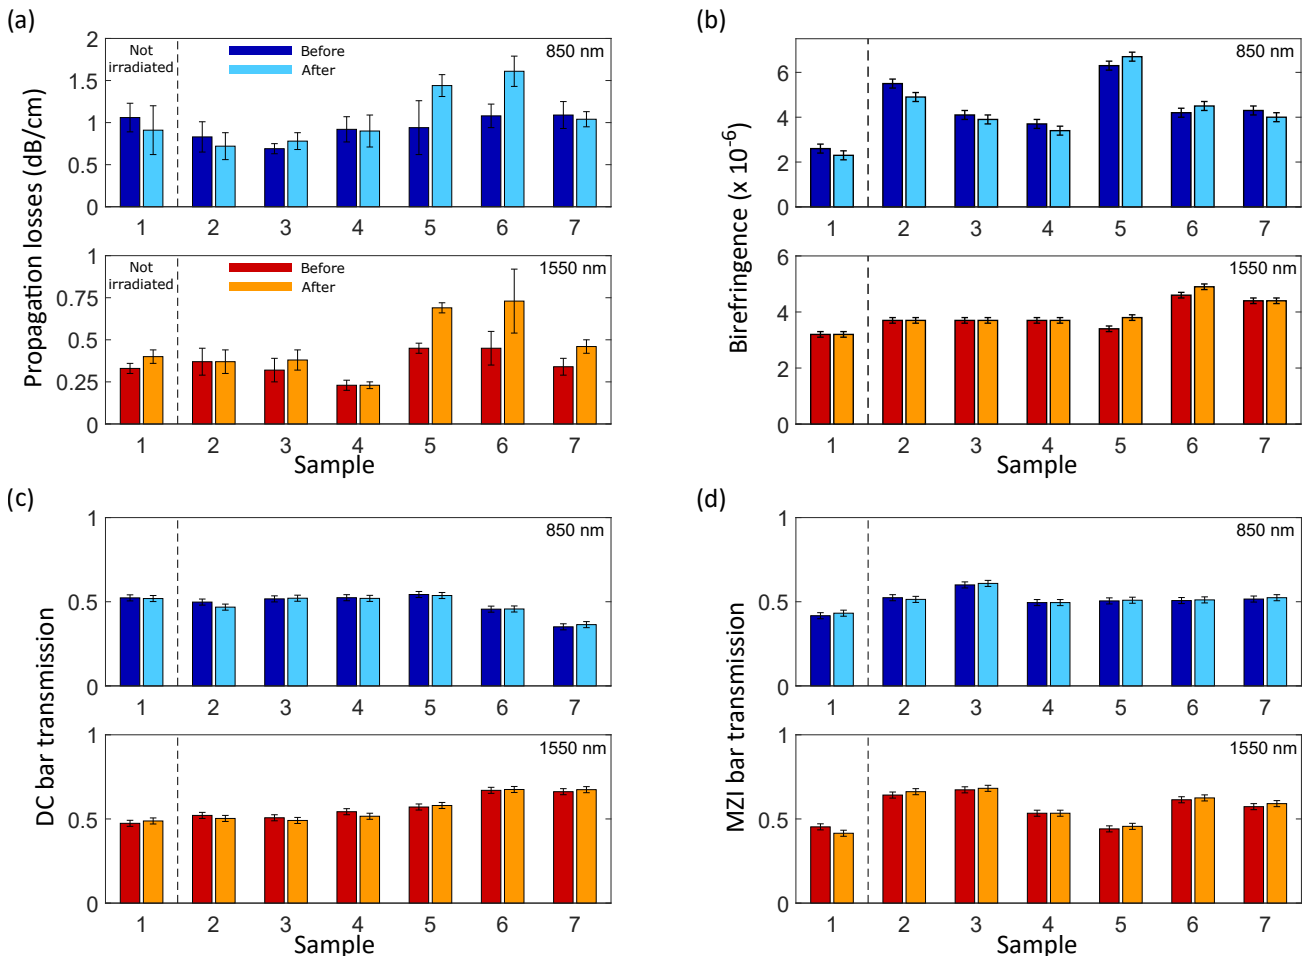 (a)
Propagation losses (dB/cm)
2
1.5
1
0.5
0
Not
irradiated
Before
After
850 nm
1 2 3 4 5 6 7
1
0.75
0.5
0.25
0
Not
irradiated
Before
After
1550 nm
1 2 3 4 5 6 7
Sample
(b)
Birefringence (x 10⁻⁶)
6
4
2
0
850 nm
1 2 3 4 5 6 7
6
4
2
0
1550 nm
1 2 3 4 5 6 7
Sample
(c)
DC bar transmission
1
0.5
0
850 nm
1 2 3 4 5 6 7
1
0.5
0
1550 nm
1 2 3 4 5 6 7
Sample
(d)
MZI bar transmission
1
0.5
0
850 nm
1 2 3 4 5 6 7
1
0.5
0
1550 nm
1 2 3 4 5 6 7
Sample